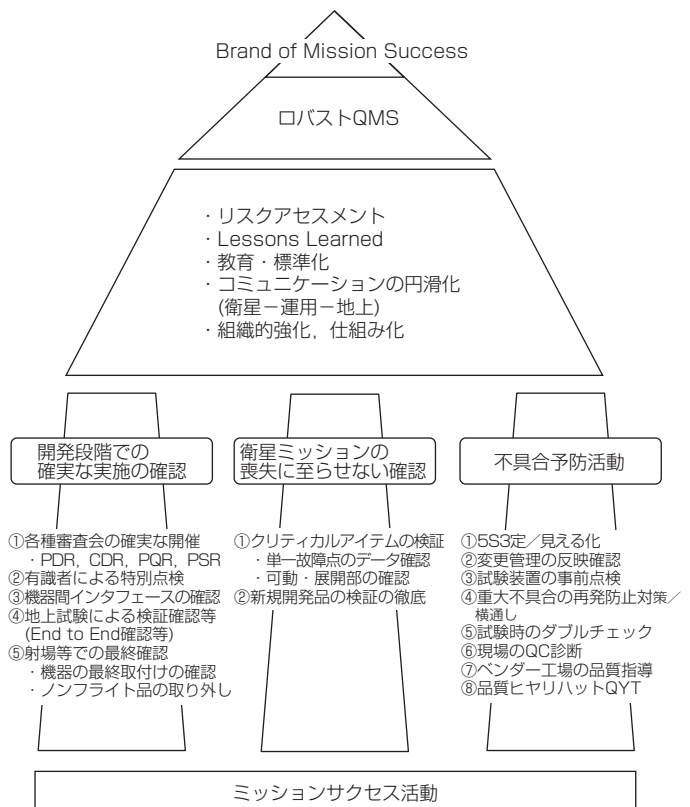 Brand of Mission Success
ロバストQMS
・リスクアセスメント
・Lessons Learned
・教育・標準化
・コミュニケーションの円滑化
(衛星－運用－地上)
・組織的強化，仕組み化
開発段階での
確実な実施の確認
①各種審査会の確実な開催
・PDR，CDR，PQR，PSR
②有識者による特別点検
③機器間インタフェースの確認
④地上試験による検証確認等
(End to End確認等)
⑤射場等での最終確認
・機器の最終取付けの確認
・ノンフライト品の取り外し
衛星ミッションの
喪失に至らせない確認
①クリティカルアイテムの検証
・単一故障点のデータ確認
・可動・展開部の確認
②新規開発品の検証の徹底
不具合予防活動
①5S3定／見える化
②変更管理の反映確認
③試験装置の事前点検
④重大不具合の再発防止対策／
横通し
⑤試験時のダブルチェック
⑥現場のQC診断
⑦ベンダー工場の品質指導
⑧品質ヒヤリハットQYT
ミッションサクセス活動